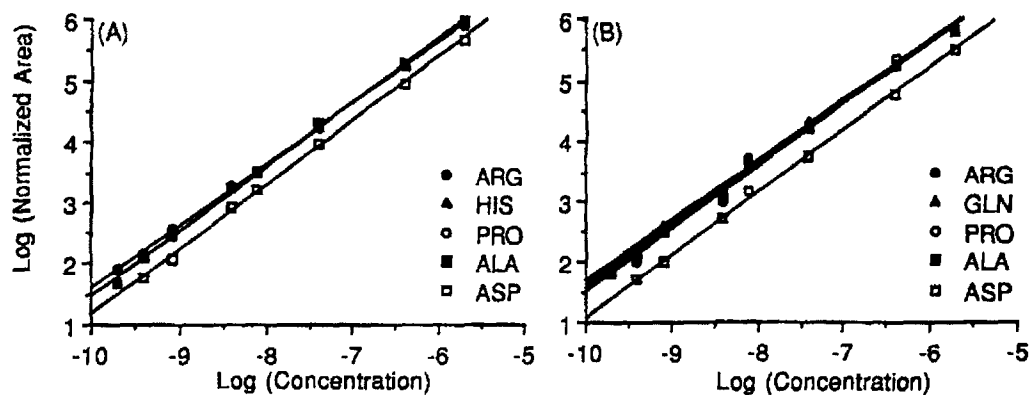 (A)
Log (Normalized Area)
6
5
4
3
2
1
ARG
HIS
PRO
ALA
ASP
-10 -9 -8 -7 -6 -5
Log (Concentration)
(B)
6
5
4
3
2
1
ARG
GLN
PRO
ALA
ASP
-10 -9 -8 -7 -6 -5
Log (Concentration)